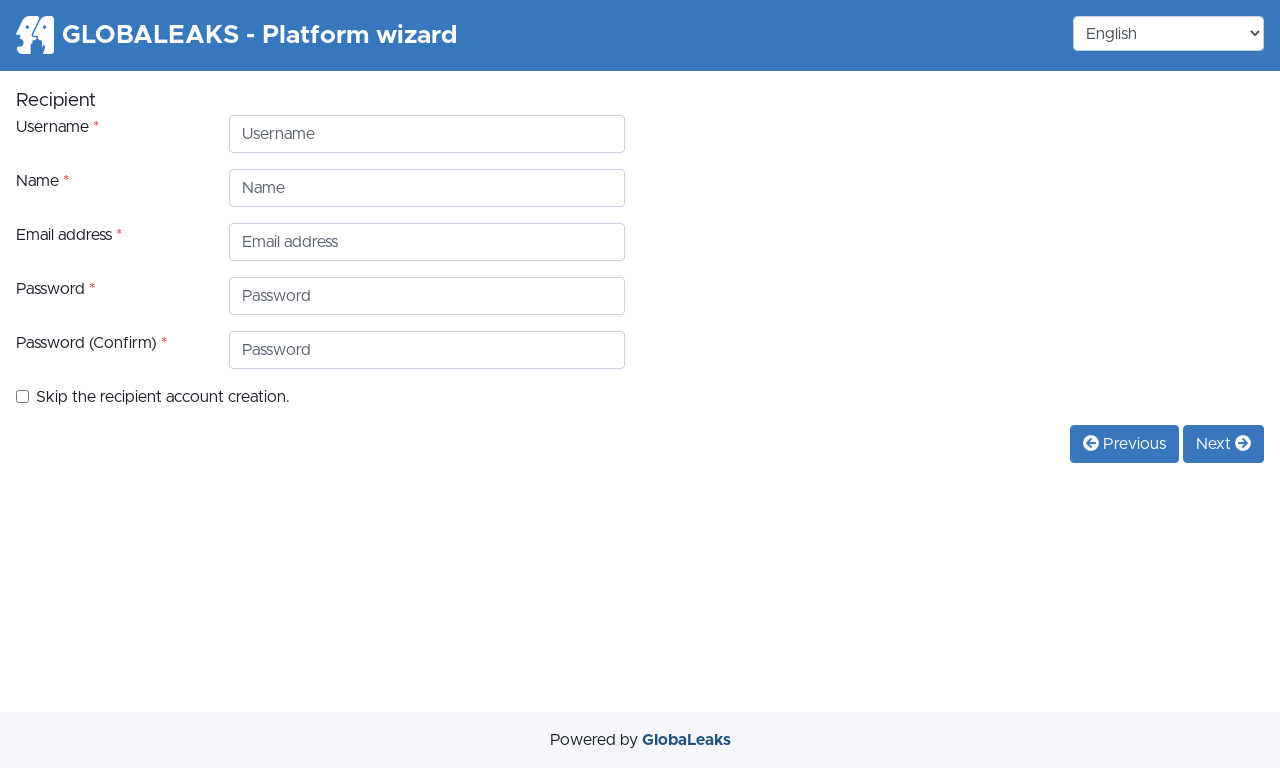 GLOBALEAKS - Platform wizard
English
Recipient
Username *
Username
Name *
Name
Email address *
Email address
Password *
Password
Password (Confirm) *
Password
Skip the recipient account creation.
Previous
Next
Powered by GlobaLeaks